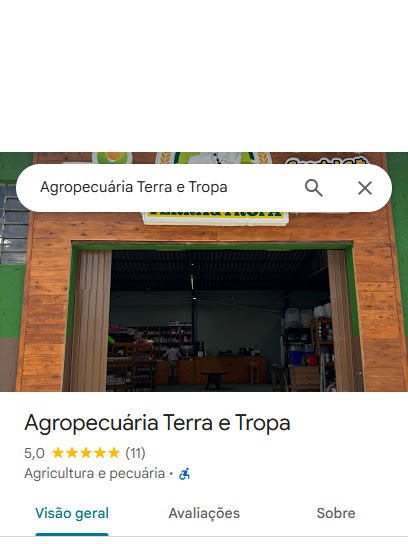 Agropecuária Terra e Tropa
Agropecuária Terra e Tropa
5,0 ★★★★★ (11)
Agricultura e pecuária ·
Visão geral Avaliações Sobre